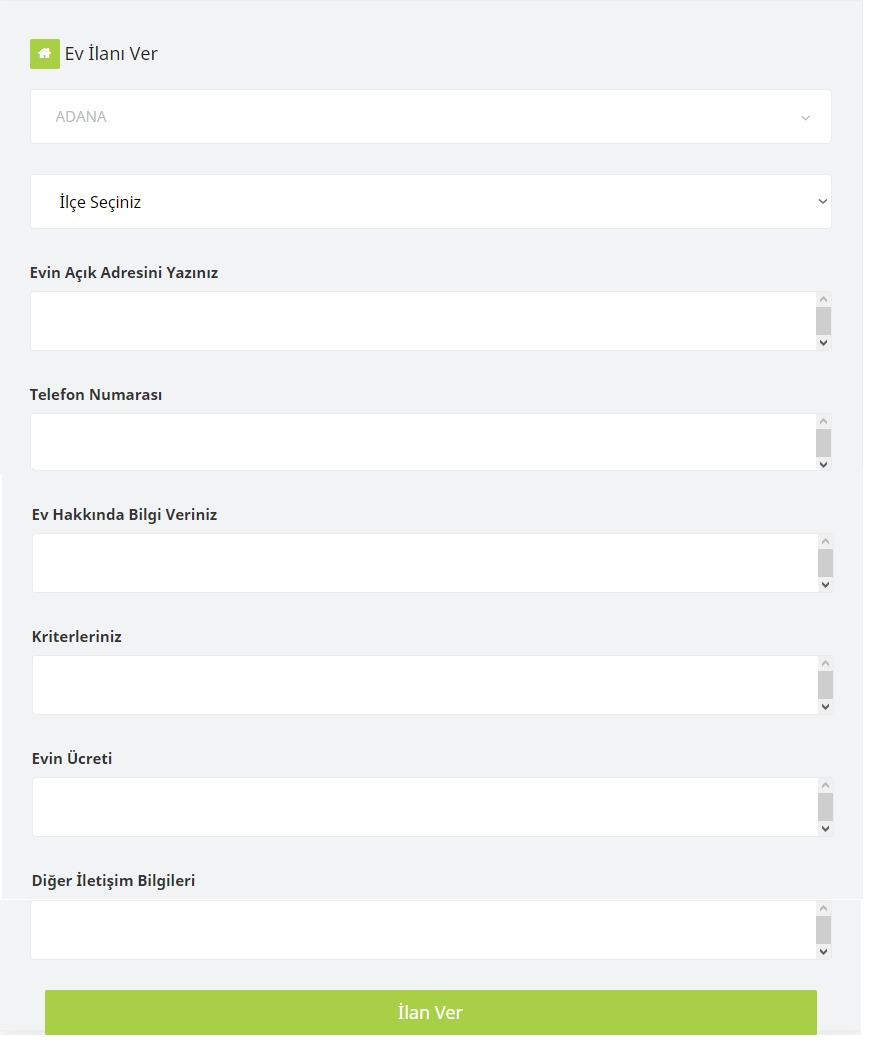 Ev İlanı Ver
ADANA
İlçe Seçiniz
Evin Açık Adresini Yazınız
Telefon Numarası
Ev Hakkında Bilgi Veriniz
Kriterleriniz
Evin Ücreti
Diğer İletişim Bilgileri
İlan Ver